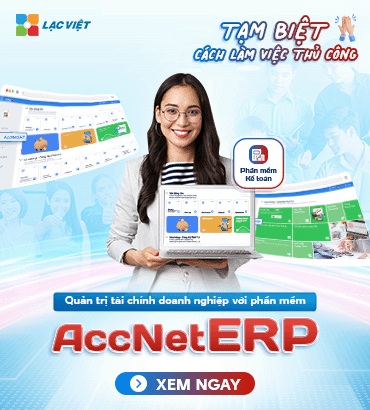 LẠC VIỆT
TẠM BIỆT
CÁCH LÀM VIỆC THỦ CÔNG
Phần mềm
Kế toán
Quản trị tài chính doanh nghiệp với phần mềm
AccNetERP
XEM NGAY